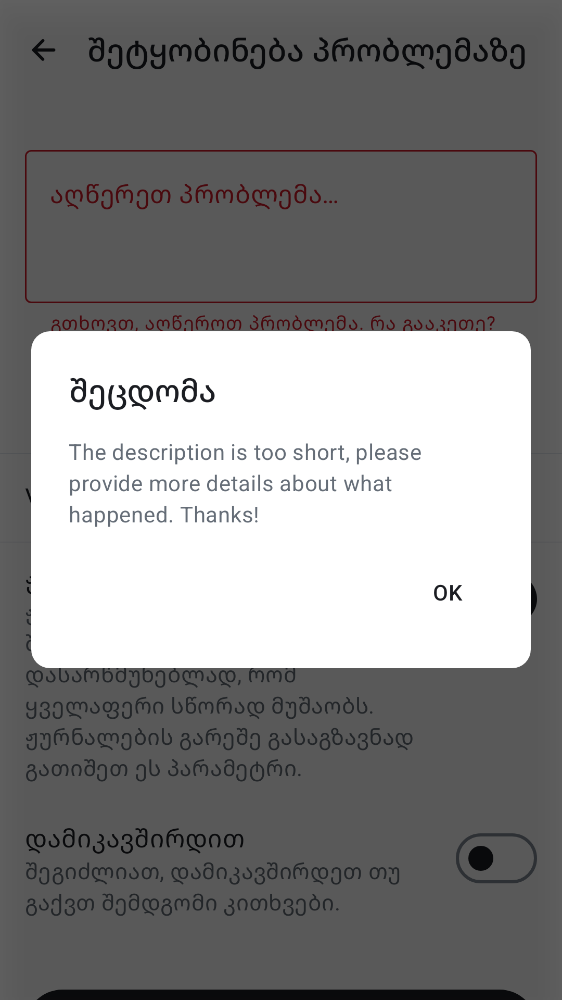 შეტყობინება პრობლემაზე
აღწერეთ პრობლემა...
გთხოვთ, აღწეროთ პრობლემა. რა გააკეთე?
შეცდომა
The description is too short, please
provide more details about what
happened. Thanks!
OK
დასარწმუნებლად, რომ
ყველაფერი სწორად მუშაობს.
ჟურნალების გარეშე გასაგზავნად
გათიშეთ ეს პარამეტრი.
დამიკავშირდით
შეგიძლიათ, დამიკავშირდეთ თუ
გაქვთ შემდგომი კითხვები.